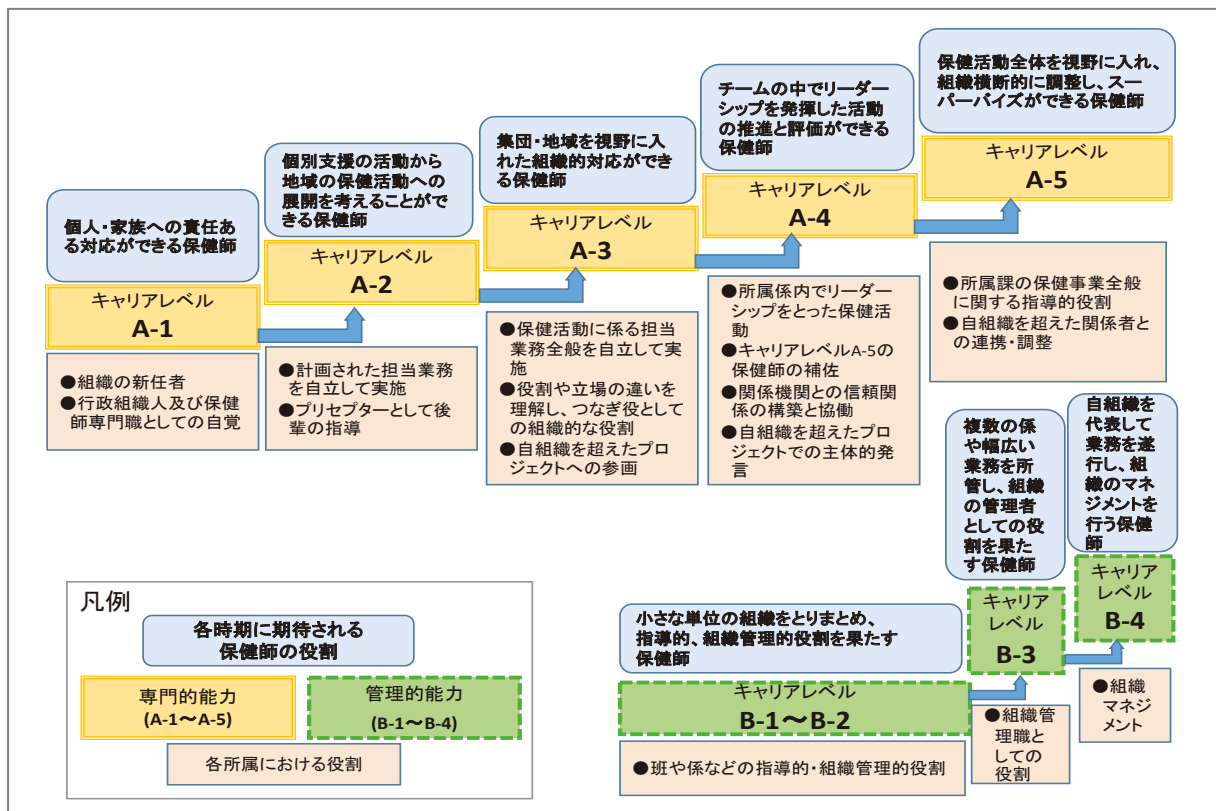 個人・家族への責任あ
る対応ができる保健師
キャリアレベル
A-1
●組織の新任者
●行政組織人及び保健
師専門職としての自覚
個別支援の活動から
地域の保健活動への
展開を考えることがで
きる保健師
キャリアレベル
A-2
●計画された担当業務
を自立して実施
●プリセプターとして後
輩の指導
集団・地域を視野に入
れた組織的対応ができ
る保健師
キャリアレベル
A-3
●保健活動に係る担当
業務全般を自立して実
施
●役割や立場の違いを
理解し、つなぎ役として
の組織的な役割
●自組織を超えたプロ
ジェクトへの参画
チームの中でリーダー
シップを発揮した活動
の推進と評価ができる
保健師
キャリアレベル
A-4
●所属係内でリーダー
シップをとった保健活
動
●キャリアレベルA-5の
保健師の補佐
●関係機関との信頼関
係の構築と協働
●自組織を超えたプロ
ジェクトでの主体的発
言
保健活動全体を視野に入れ、
組織横断的に調整し、スー
パーバイズができる保健師
キャリアレベル
A-5
●所属課の保健事業全般
に関する指導的役割
●自組織を超えた関係者と
の連携・調整
凡例
各時期に期待される
保健師の役割
専門的能力
(A-1～A-5)
管理的能力
(B-1～B-4)
各所属における役割
小さな単位の組織をとりまとめ、
指導的、組織管理的役割を果たす
保健師
キャリアレベル
B-1～B-2
●班や係などの指導的・組織管理的役割
複数の係
や幅広い
業務を所
管し、組織
の管理者
としての役
割を果た
す保健師
キャリア
レベル
B-3
●組織管
理職とし
ての役割
自組織を
代表して
業務を遂
行し、組
織のマネ
ジメントを
行う保健
師
キャリア
レベル
B-4
●組織
マネジ
メント